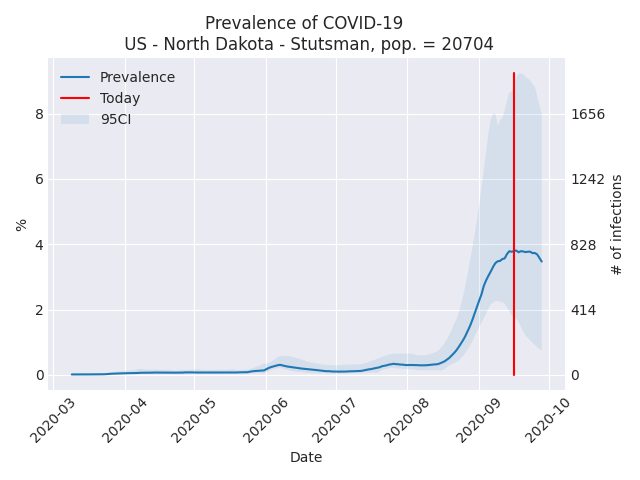 Prevalence of COVID-19
US - North Dakota - Stutsman, pop. = 20704
Prevalence
Today
95CI
%
8
6
4
2
0
1656
1242
828
414
0
# of infections
2020-03
2020-04
2020-05
2020-06
2020-07
2020-08
2020-09
2020-10
Date